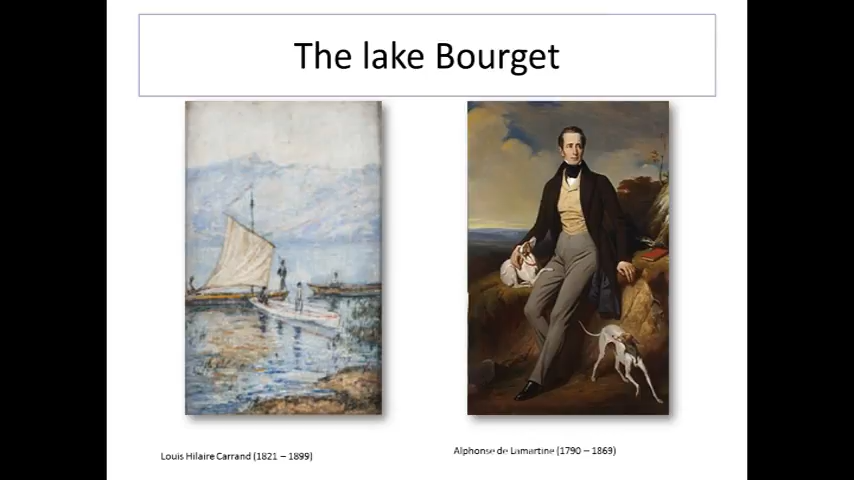 The lake Bourget
Louis Hilaire Carrand (1821 – 1899)
Alphonse de Lamartine (1790 – 1869)